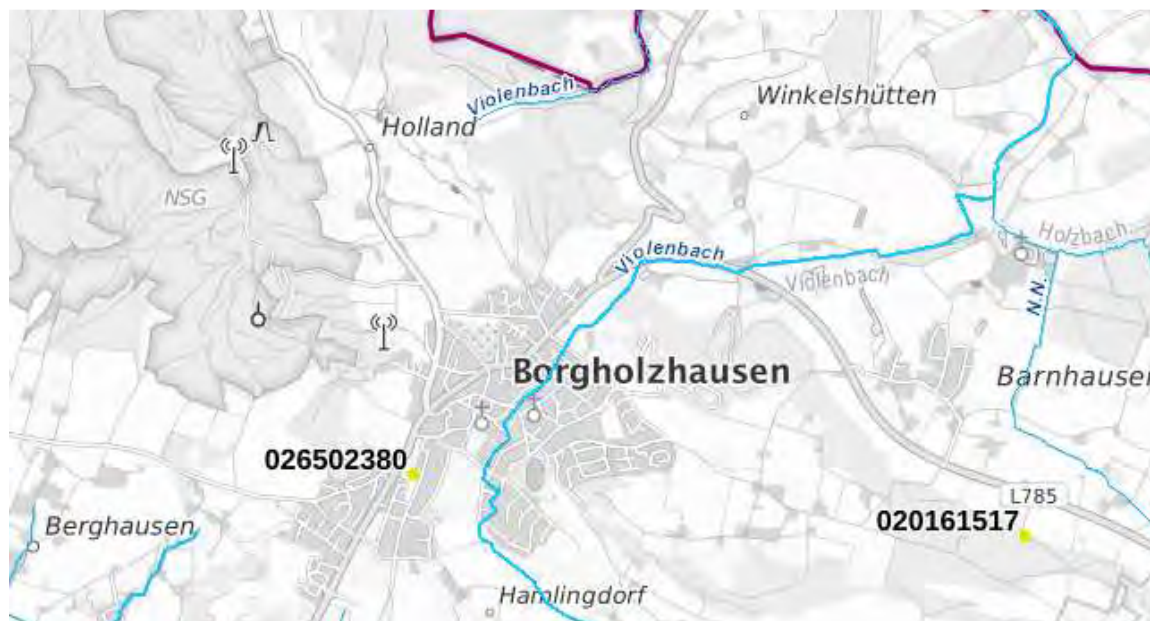 Violenbach
Winkelshütten
Holland
NSG
Holzbach
Violenbach
Violenbach
N.N.
Borgholzhausen
Barnhausen
026502380
L785
020161517
Berghausen
Hamlingdorf